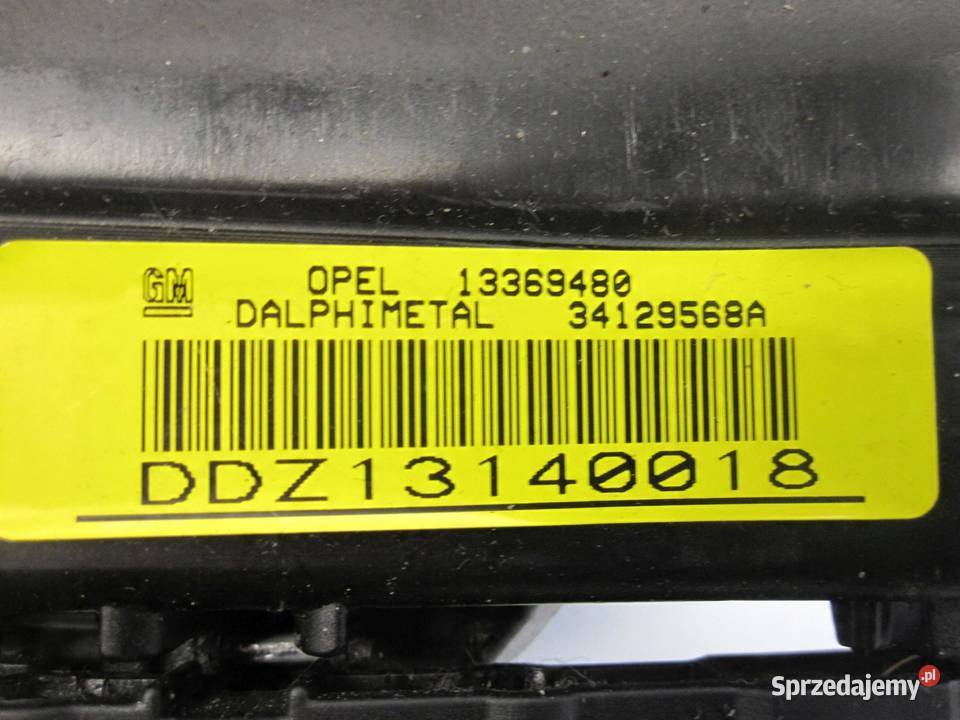 GM OPEL 13369480
DALPHIMETAL 34129568A
DDZ13140018
Sprzedajemy.pl